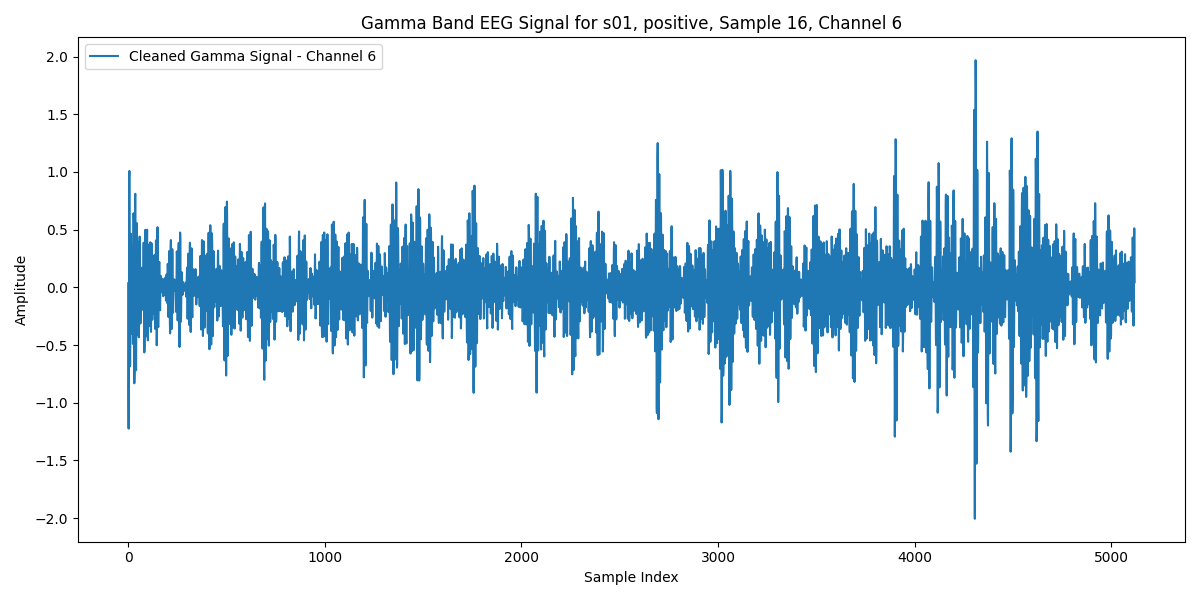 Gamma Band EEG Signal for s01, positive, Sample 16, Channel 6
Cleaned Gamma Signal - Channel 6
2.0
1.5
1.0
0.5
0.0
−0.5
−1.0
−1.5
−2.0
Amplitude
0 1000 2000 3000 4000 5000
Sample Index